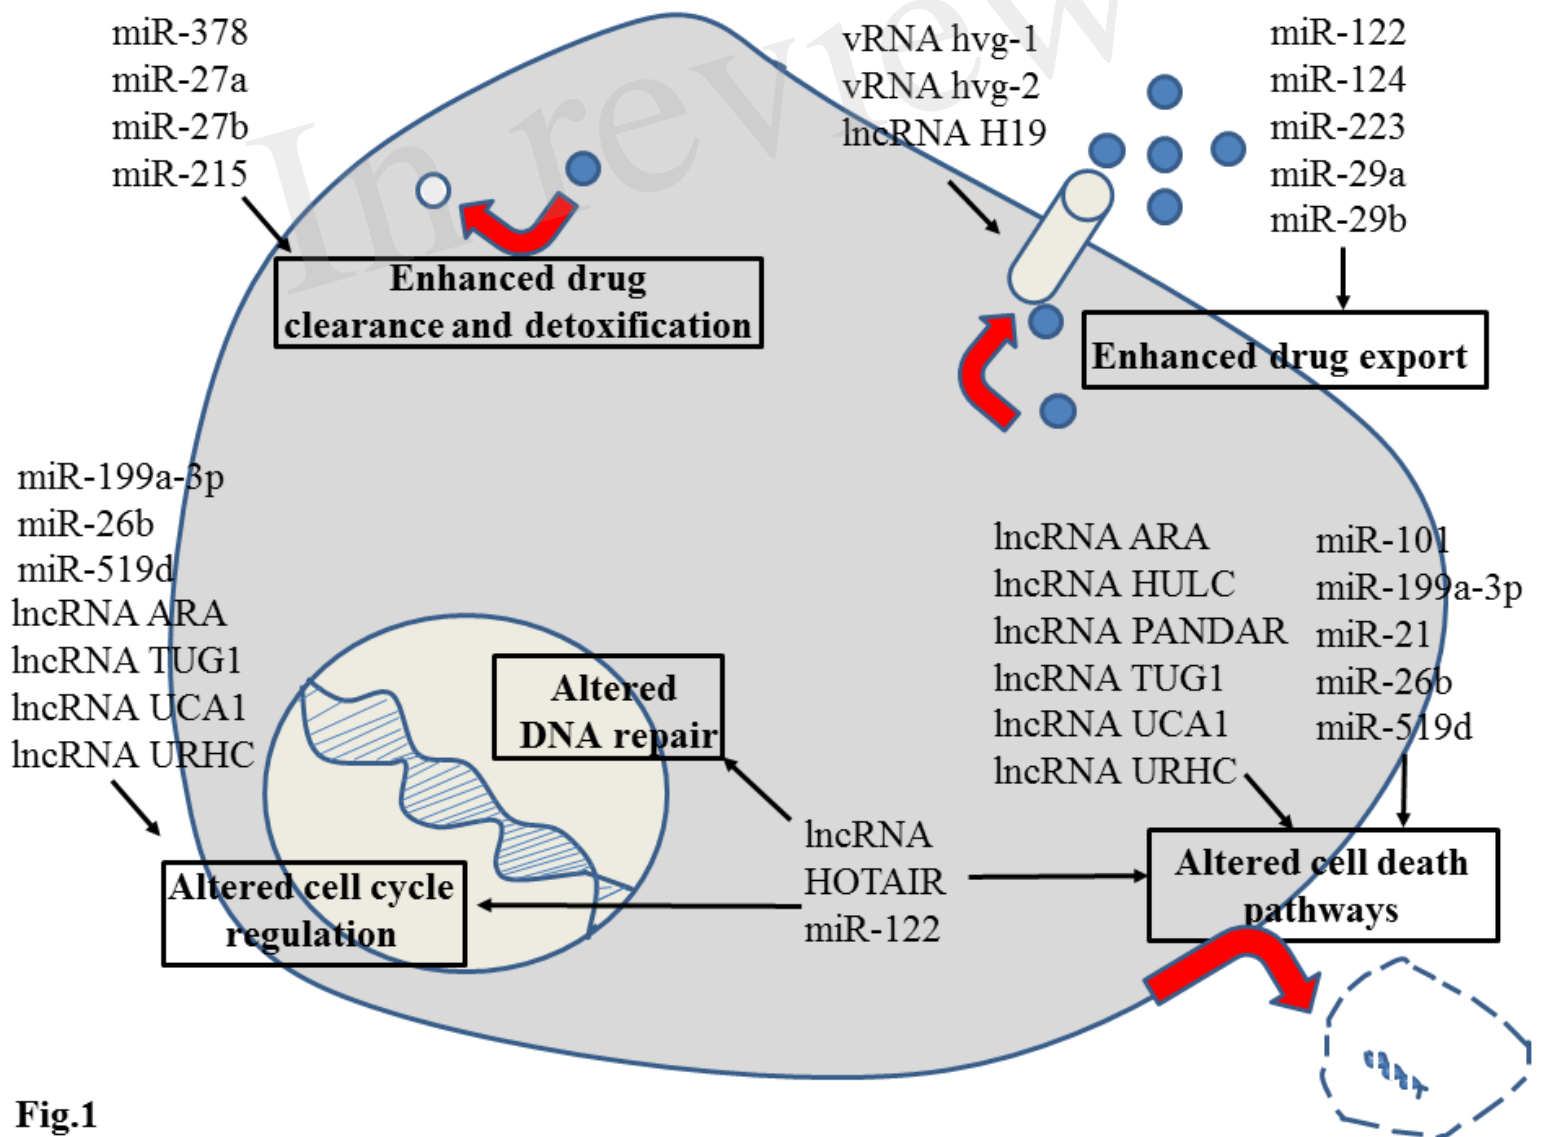 miR-378
miR-27a
miR-27b
miR-215
vRNA hvg-1
vRNA hvg-2
lncRNA H19
miR-122
miR-124
miR-223
miR-29a
miR-29b
In review
Enhanced drug
clearance and detoxification
Enhanced drug export
miR-199a-3p
miR-26b
miR-519d
lncRNA ARA
lncRNA TUG1
lncRNA UCA1
lncRNA URHC
lncRNA ARA
lncRNA HULC
lncRNA PANDAR
lncRNA TUG1
lncRNA UCA1
lncRNA URHC
miR-101
miR-199a-3p
miR-21
miR-26b
miR-519d
Altered
DNA repair
lncRNA
HOTAIR
miR-122
Altered cell cycle
regulation
Altered cell death
pathways
Fig.1